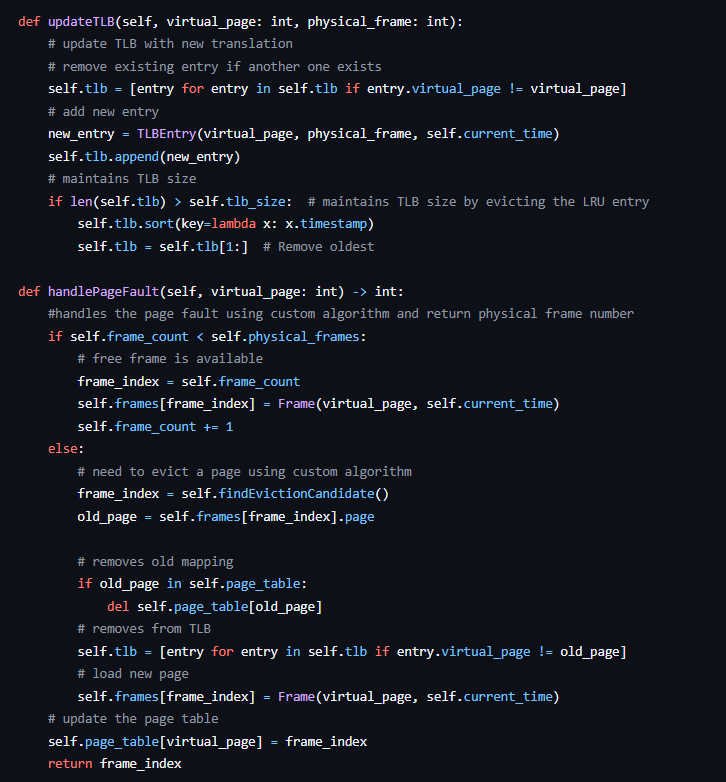 def updateTLB(self, virtual_page: int, physical_frame: int):
    # update TLB with new translation
    # remove existing entry if another one exists
    self.tlb = [entry for entry in self.tlb if entry.virtual_page != virtual_page]
    # add new entry
    new_entry = TLBEntry(virtual_page, physical_frame, self.current_time)
    self.tlb.append(new_entry)
    # maintains TLB size
    if len(self.tlb) > self.tlb_size:  # maintains TLB size by evicting the LRU entry
        self.tlb.sort(key=lambda x: x.timestamp)
        self.tlb = self.tlb[1:]  # Remove oldest

def handlePageFault(self, virtual_page: int) -> int:
    #handles the page fault using custom algorithm and return physical frame number
    if self.frame_count < self.physical_frames:
        # free frame is available
        frame_index = self.frame_count
        self.frames[frame_index] = Frame(virtual_page, self.current_time)
        self.frame_count += 1
    else:
        # need to evict a page using custom algorithm
        frame_index = self.findEvictionCandidate()
        old_page = self.frames[frame_index].page

        # removes old mapping
        if old_page in self.page_table:
            del self.page_table[old_page]
        # removes from TLB
        self.tlb = [entry for entry in self.tlb if entry.virtual_page != old_page]
        # load new page
        self.frames[frame_index] = Frame(virtual_page, self.current_time)
    # update the page table
    self.page_table[virtual_page] = frame_index
    return frame_index